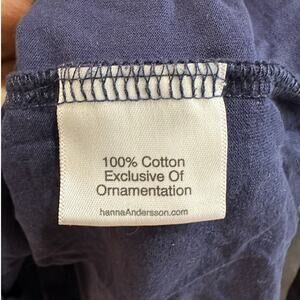 100% Cotton
Exclusive Of
Ornamentation
hannaAndersson.com